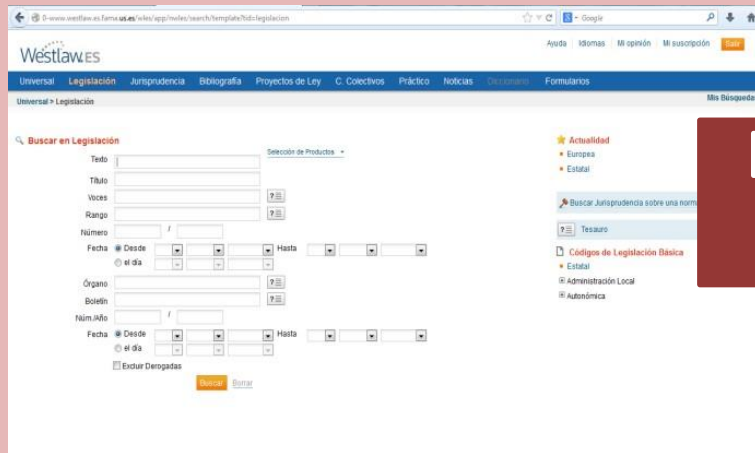 0-www.westlaw.es.fama.us.es/wles/app/nwles/search/template?tid=legislacion
Google
Westlaw.ES
Ayuda Idiomas Mi opinión Mi suscripción Salir
Universal Legislación Jurisprudencia Bibliografía Proyectos de Ley C. Colectivos Práctico Noticias Diccionario Formularios
Universal > Legislación
Mis Búsqueda
Buscar en Legislación
Selección de Productos
Texto
Título
Voces
Rango
Número /
Fecha Desde Hasta
el día
Órgano
Boletín
Núm./Año /
Fecha Desde Hasta
el día
Excluir Derogadas
Buscar Borrar
Actualidad
Europea
Estatal
Buscar Jurisprudencia sobre una norm
Tesauro
Códigos de Legislación Básica
Estatal
Administración Local
Autonómica